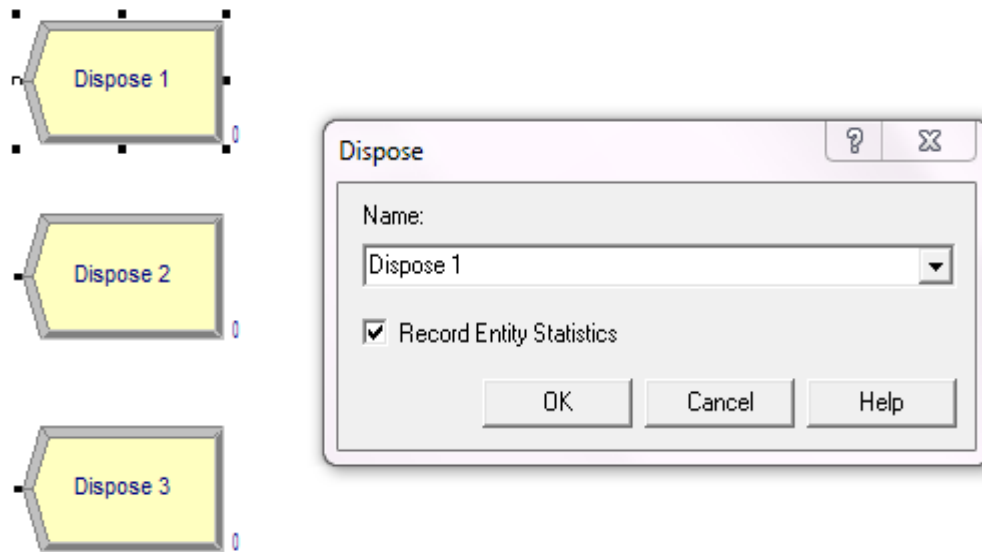 Dispose 1
0
Dispose 2
0
Dispose 3
0
Dispose
?
Name:
Dispose 1
Record Entity Statistics
OK
Cancel
Help